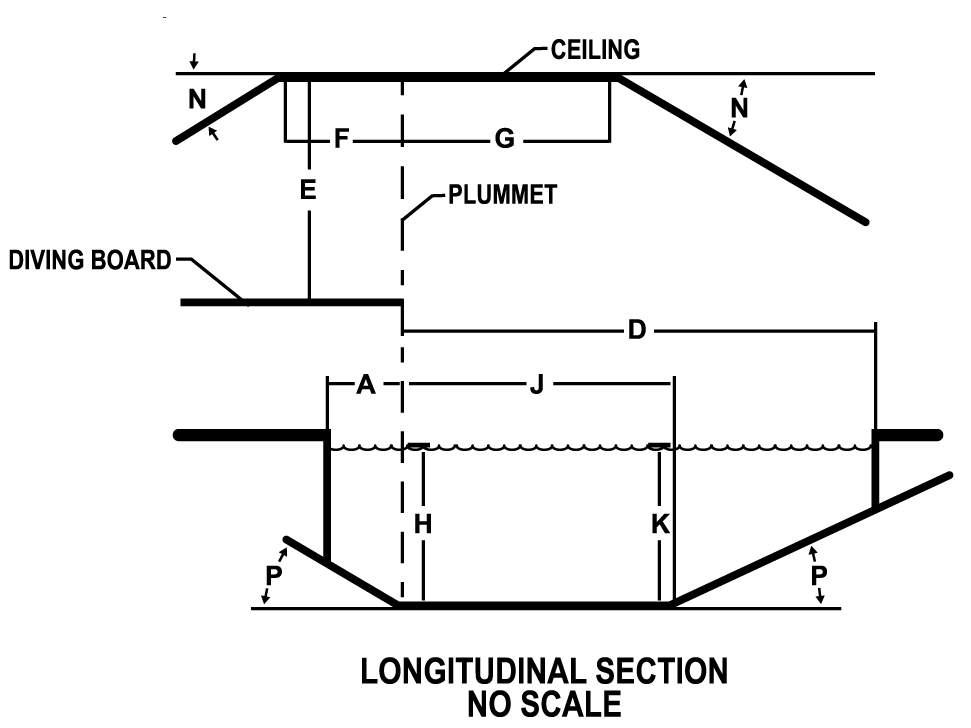 CEILING
N
N
F
G
E
PLUMMET
DIVING BOARD
D
A
J
H
K
P
P
LONGITUDINAL SECTION
NO SCALE